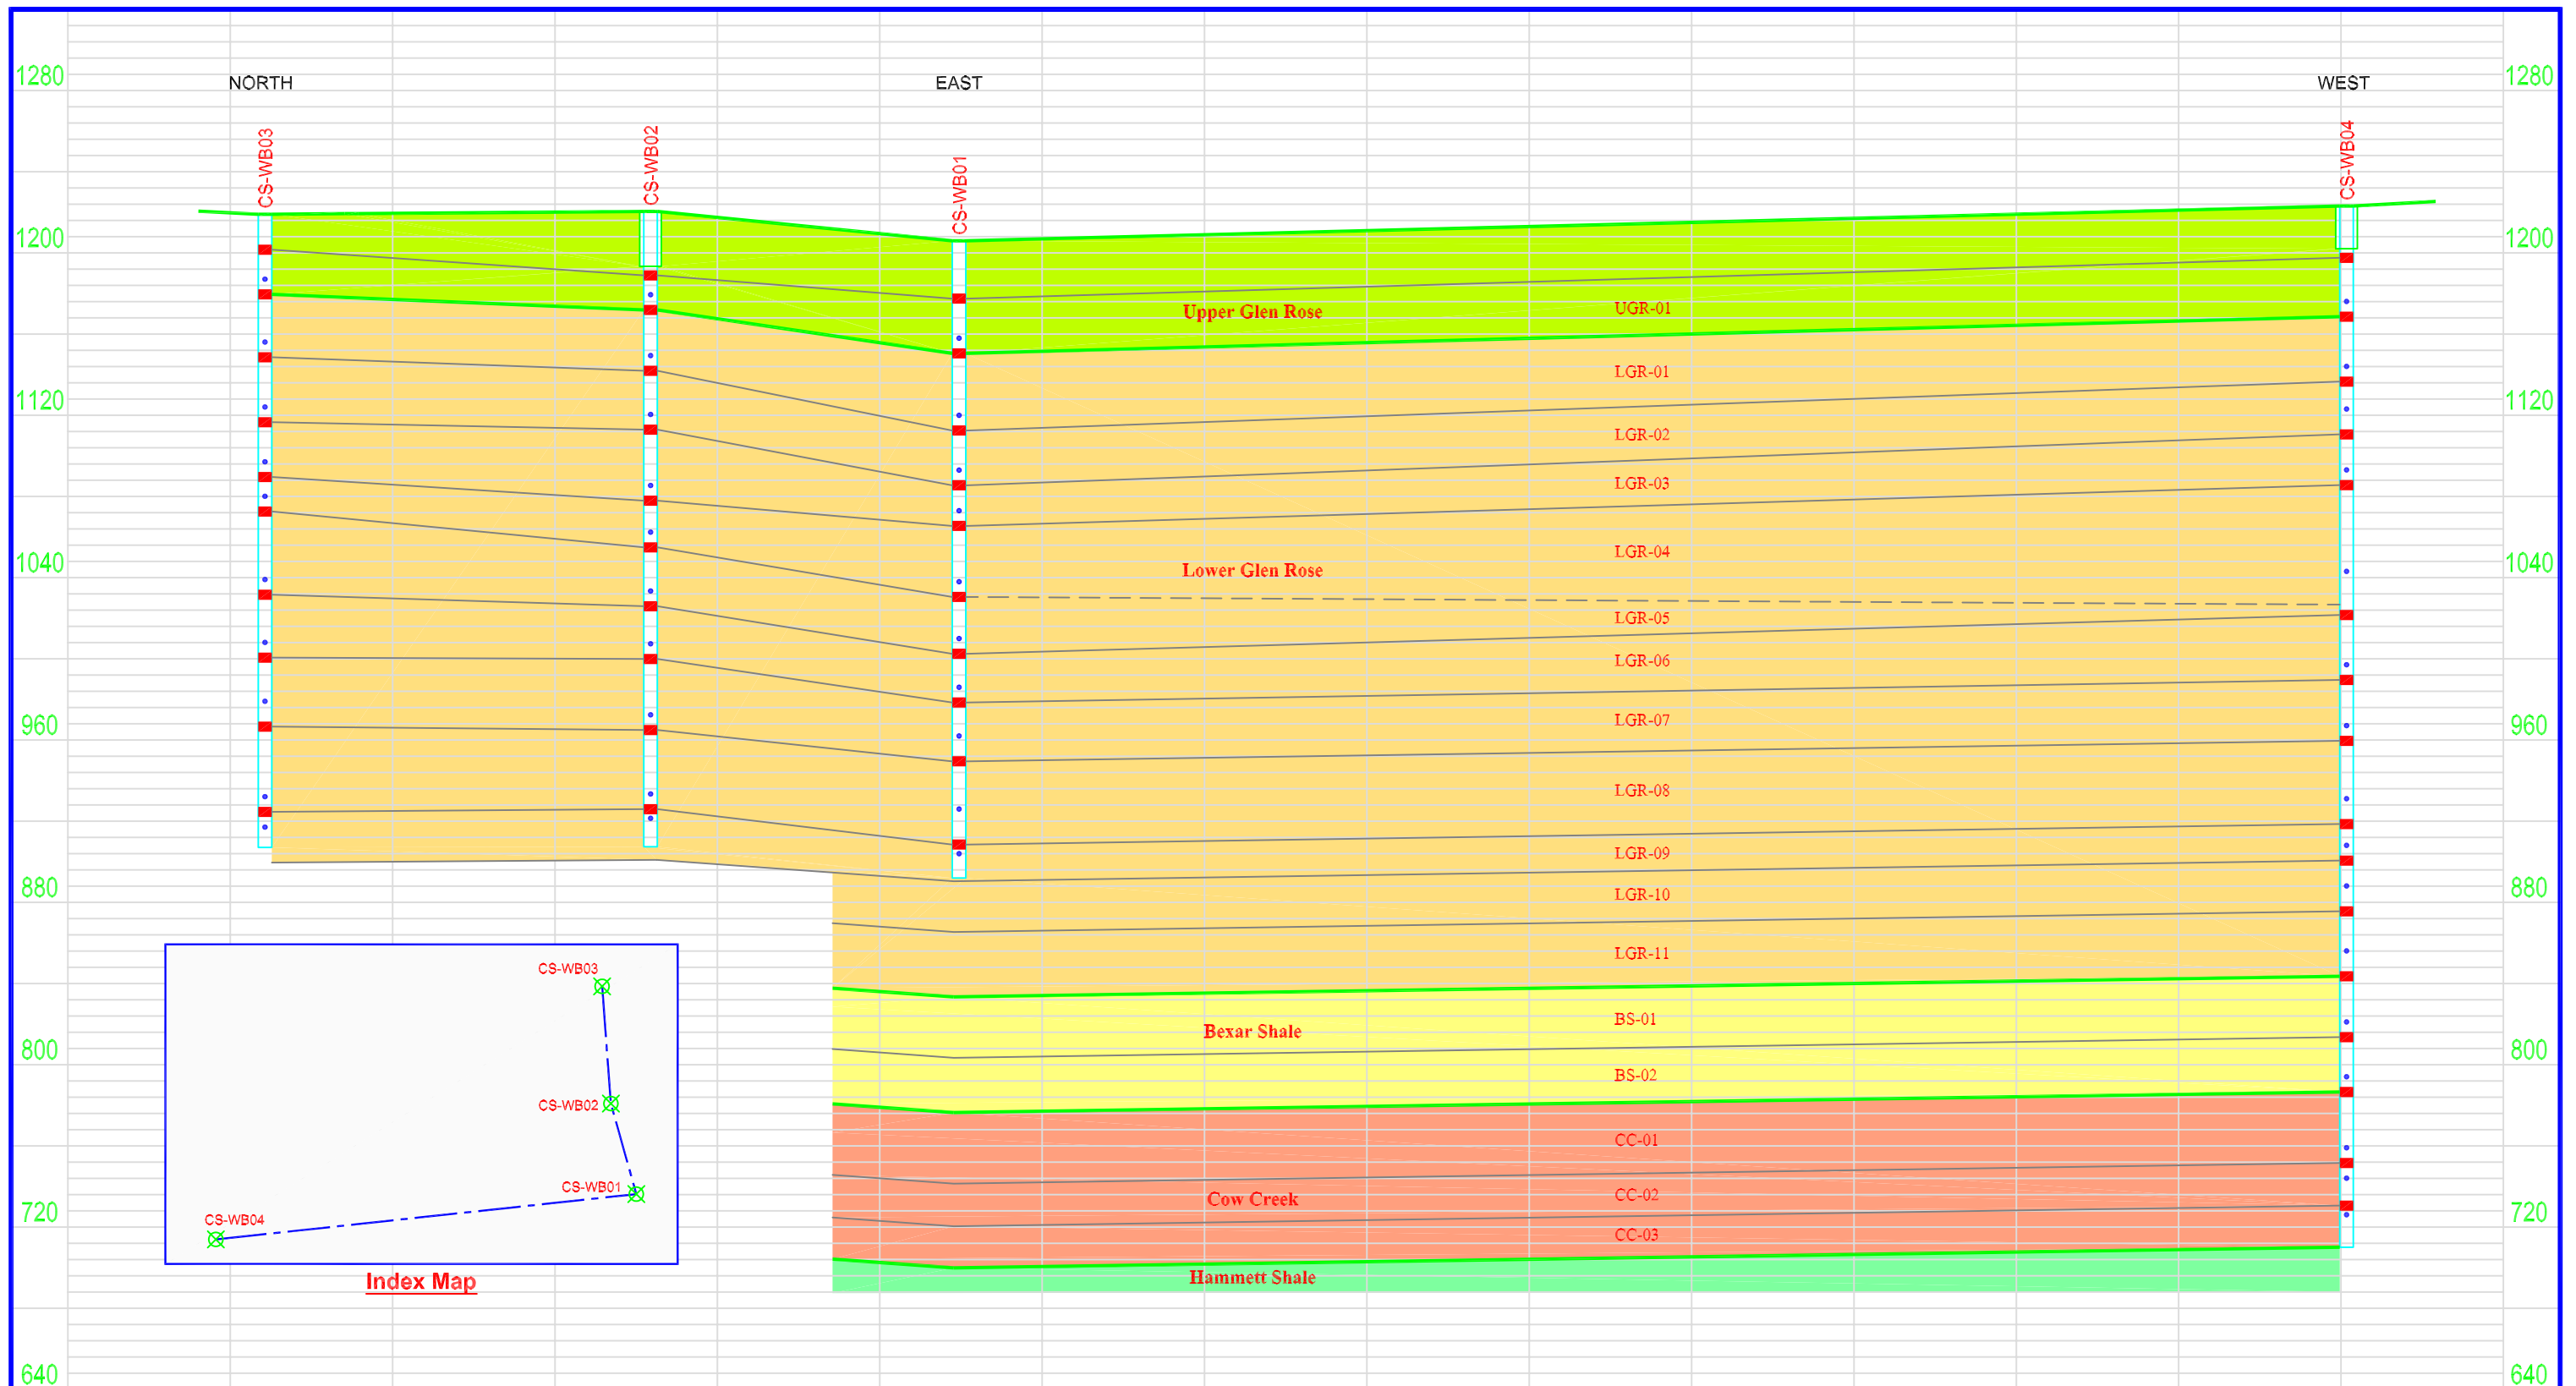 1280
1280
NORTH
EAST
WEST
CS-WB03
CS-WB02
CS-WB01
CS-WB04
1200
1200
Upper Glen Rose
UGR-01
LGR-01
1120
1120
LGR-02
LGR-03
LGR-04
1040
1040
Lower Glen Rose
LGR-05
LGR-06
LGR-07
960
960
LGR-08
LGR-09
880
880
LGR-10
LGR-11
BS-01
Bexar Shale
800
800
BS-02
CC-01
CC-02
Cow Creek
720
720
CC-03
Hammett Shale
640
640
CS-WB03
CS-WB02
CS-WB01
CS-WB04
Index Map